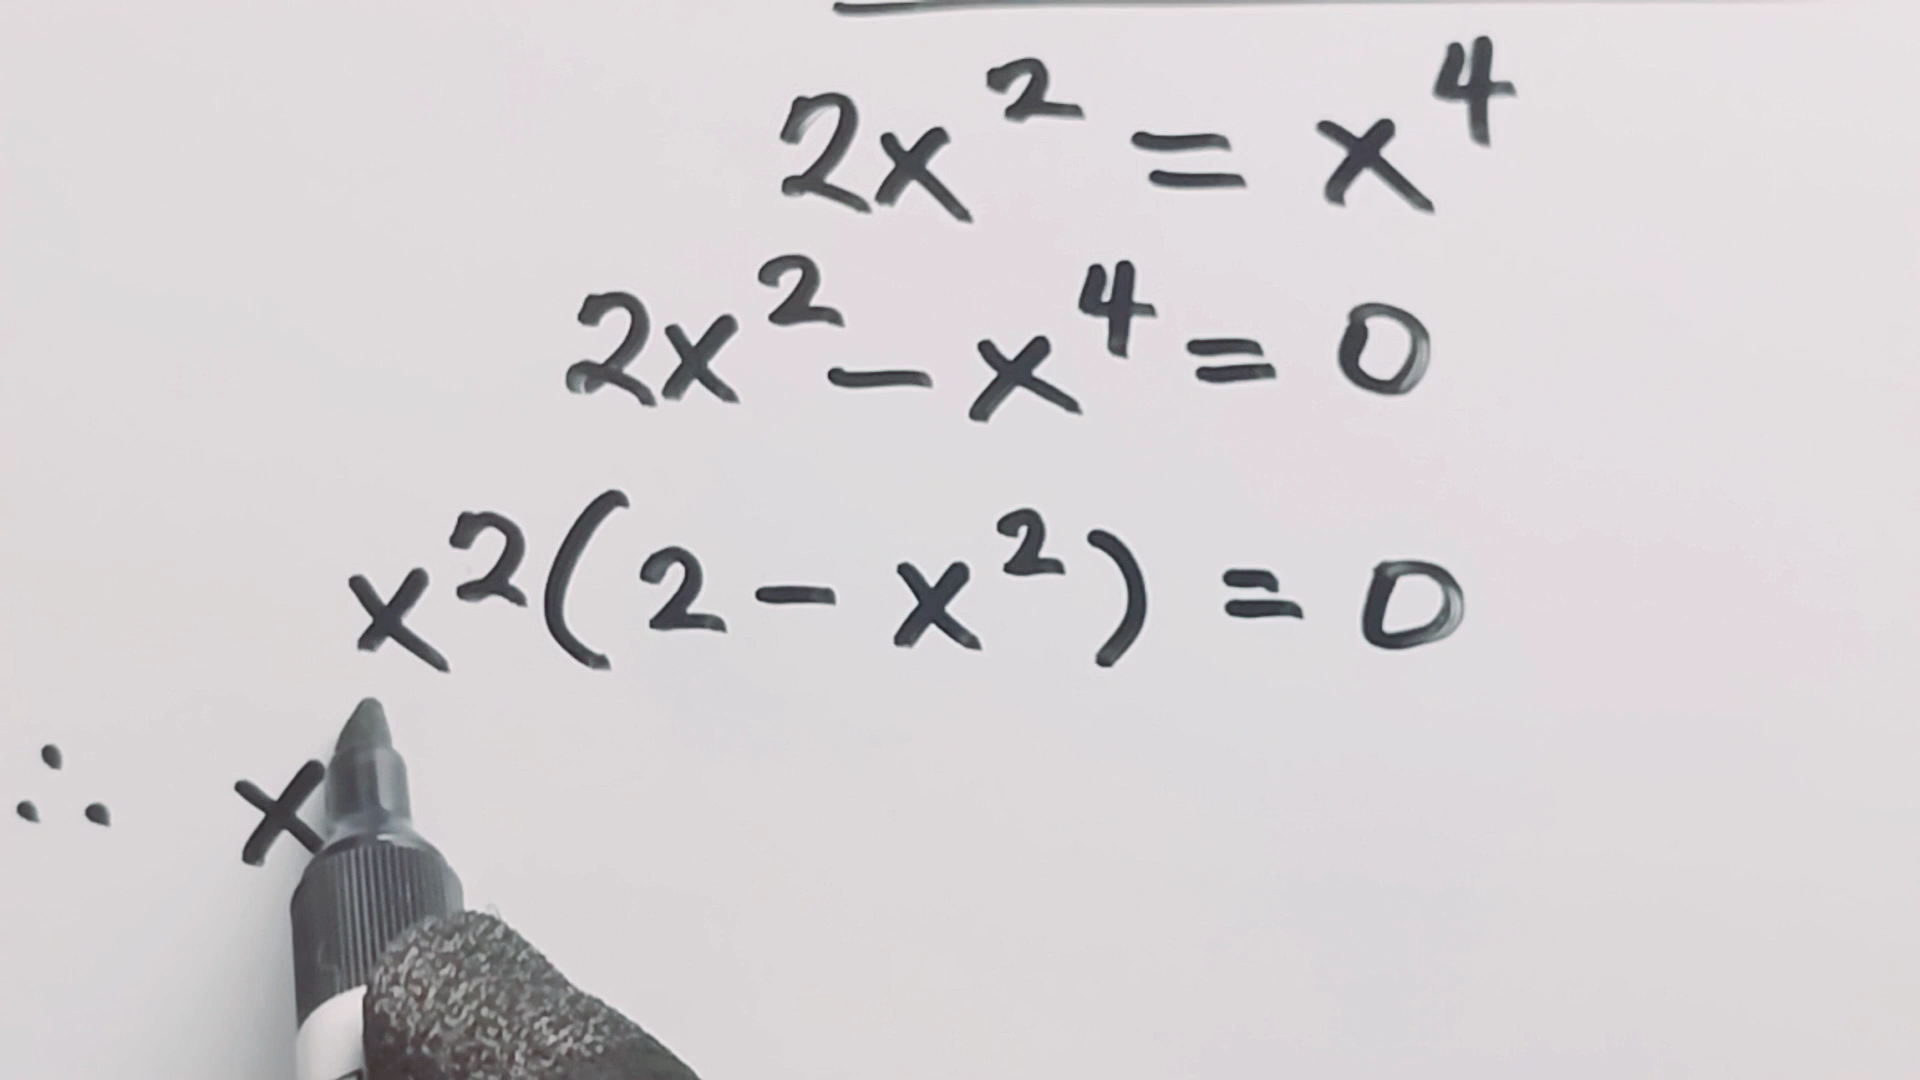 2x² = x⁴
2x² − x⁴ = 0
x²(2 − x²) = 0
∴ x